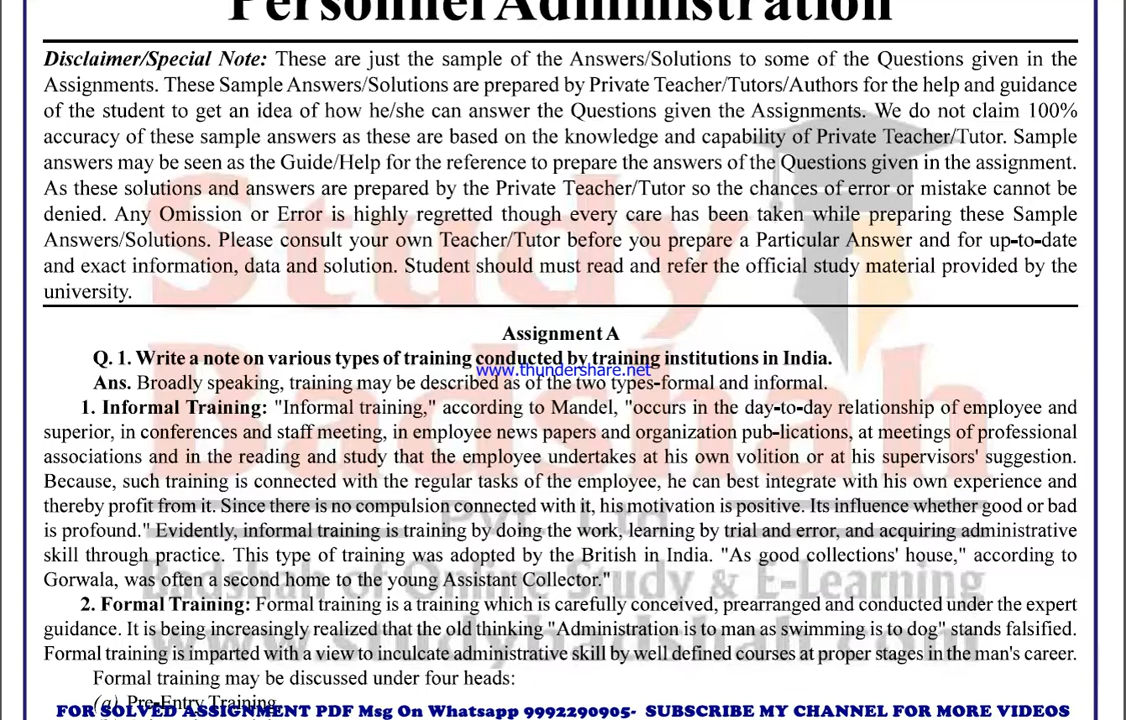 Personnel Administration
Disclaimer/Special Note: These are just the sample of the Answers/Solutions to some of the Questions given in the
Assignments. These Sample Answers/Solutions are prepared by Private Teacher/Tutors/Authors for the help and guidance
of the student to get an idea of how he/she can answer the Questions given the Assignments. We do not claim 100%
accuracy of these sample answers as these are based on the knowledge and capability of Private Teacher/Tutor. Sample
answers may be seen as the Guide/Help for the reference to prepare the answers of the Questions given in the assignment.
As these solutions and answers are prepared by the Private Teacher/Tutor so the chances of error or mistake cannot be
denied. Any Omission or Error is highly regretted though every care has been taken while preparing these Sample
Answers/Solutions. Please consult your own Teacher/Tutor before you prepare a Particular Answer and for up-to-date
and exact information, data and solution. Student should must read and refer the official study material provided by the
university.
Study Badshah
Pvt. Ltd.
Badshah of Online Study & E-Learning
www.studybadshah.com
Assignment A
Q. 1. Write a note on various types of training conducted by training institutions in India.
www.thundershare.net
Ans. Broadly speaking, training may be described as of the two types-formal and informal.
1. Informal Training: "Informal training," according to Mandel, "occurs in the day-to-day relationship of employee and
superior, in conferences and staff meeting, in employee news papers and organization pub-lications, at meetings of professional
associations and in the reading and study that the employee undertakes at his own volition or at his supervisors' suggestion.
Because, such training is connected with the regular tasks of the employee, he can best integrate with his own experience and
thereby profit from it. Since there is no compulsion connected with it, his motivation is positive. Its influence whether good or bad
is profound." Evidently, informal training is training by doing the work, learning by trial and error, and acquiring administrative
skill through practice. This type of training was adopted by the British in India. "As good collections' house," according to
Gorwala, was often a second home to the young Assistant Collector."
2. Formal Training: Formal training is a training which is carefully conceived, prearranged and conducted under the expert
guidance. It is being increasingly realized that the old thinking "Administration is to man as swimming is to dog" stands falsified.
Formal training is imparted with a view to inculcate administrative skill by well defined courses at proper stages in the man's career.
Formal training may be discussed under four heads:
(a) Pre-Entry Training
FOR SOLVED ASSIGNMENT PDF Msg On Whatsapp 9992290905- SUBSCRIBE MY CHANNEL FOR MORE VIDEOS